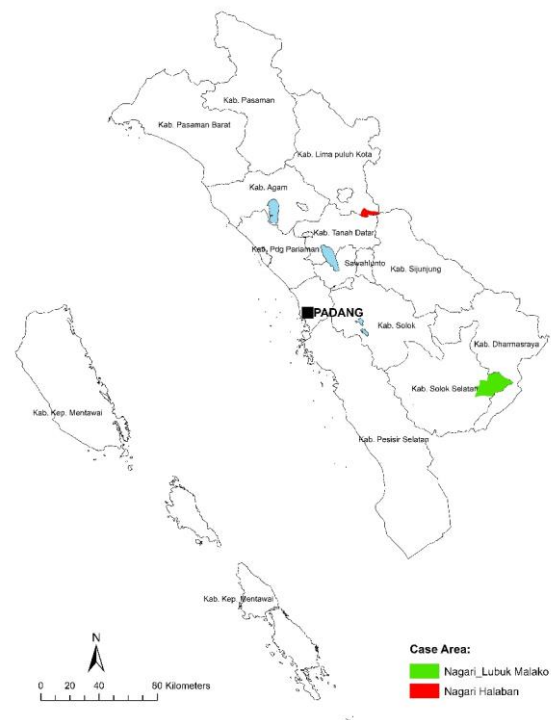 Kab. Pasaman
Kab. Pasaman Barat
Kab. Lima puluh Kota
Kab. Agam
Kab. Tanah Datar
Kab. Pdg Pariaman
Sawahlunto
Kab. Sijunjung
PADANG
Kab. Solok
Kab. Dharmasraya
Kab. Solok Selatan
Kab. Kep. Mentawai
Kab. Pesisir Selatan
Kab. Kep. Mentawai
N
0 20 40 80 Kilometers
Case Area:
Nagari_Lubuk Malako
Nagari Halaban